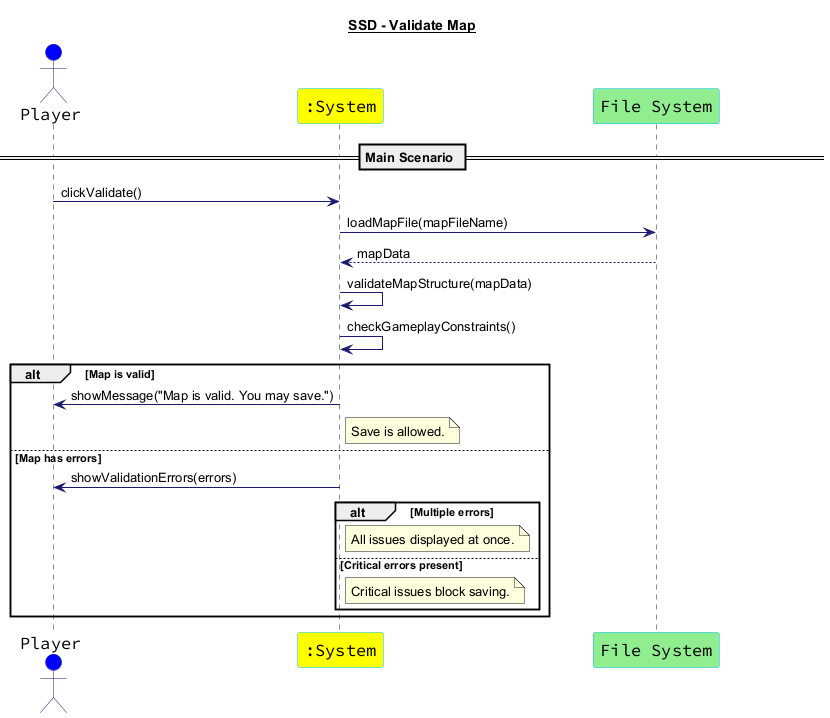 SSD - Validate Map
Player
:System
File System
Main Scenario
clickValidate()
loadMapFile(mapFileName)
mapData
validateMapStructure(mapData)
checkGameplayConstraints()
alt [Map is valid]
showMessage("Map is valid. You may save.")
Save is allowed.
[Map has errors]
showValidationErrors(errors)
alt [Multiple errors]
All issues displayed at once.
[Critical errors present]
Critical issues block saving.
Player
:System
File System